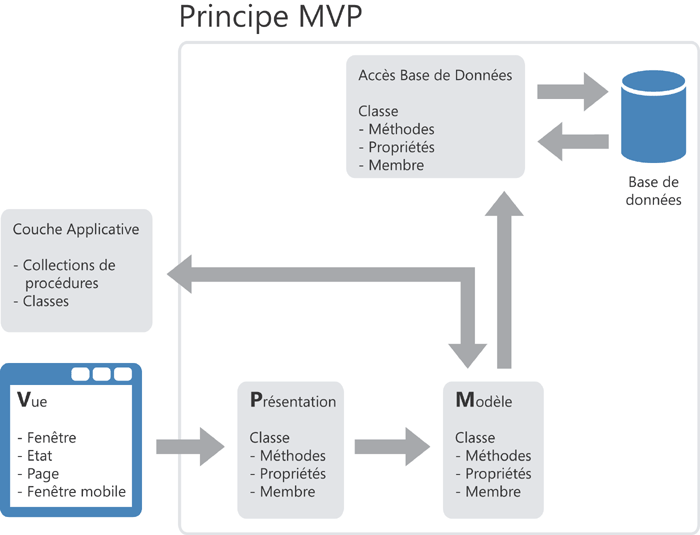 Principe MVP
Accès Base de Données
Classe
- Méthodes
- Propriétés
- Membre
Base de
données
Couche Applicative
- Collections de
procédures
- Classes
Vue
- Fenêtre
- Etat
- Page
- Fenêtre mobile
Présentation
Classe
- Méthodes
- Propriétés
- Membre
Modèle
Classe
- Méthodes
- Propriétés
- Membre